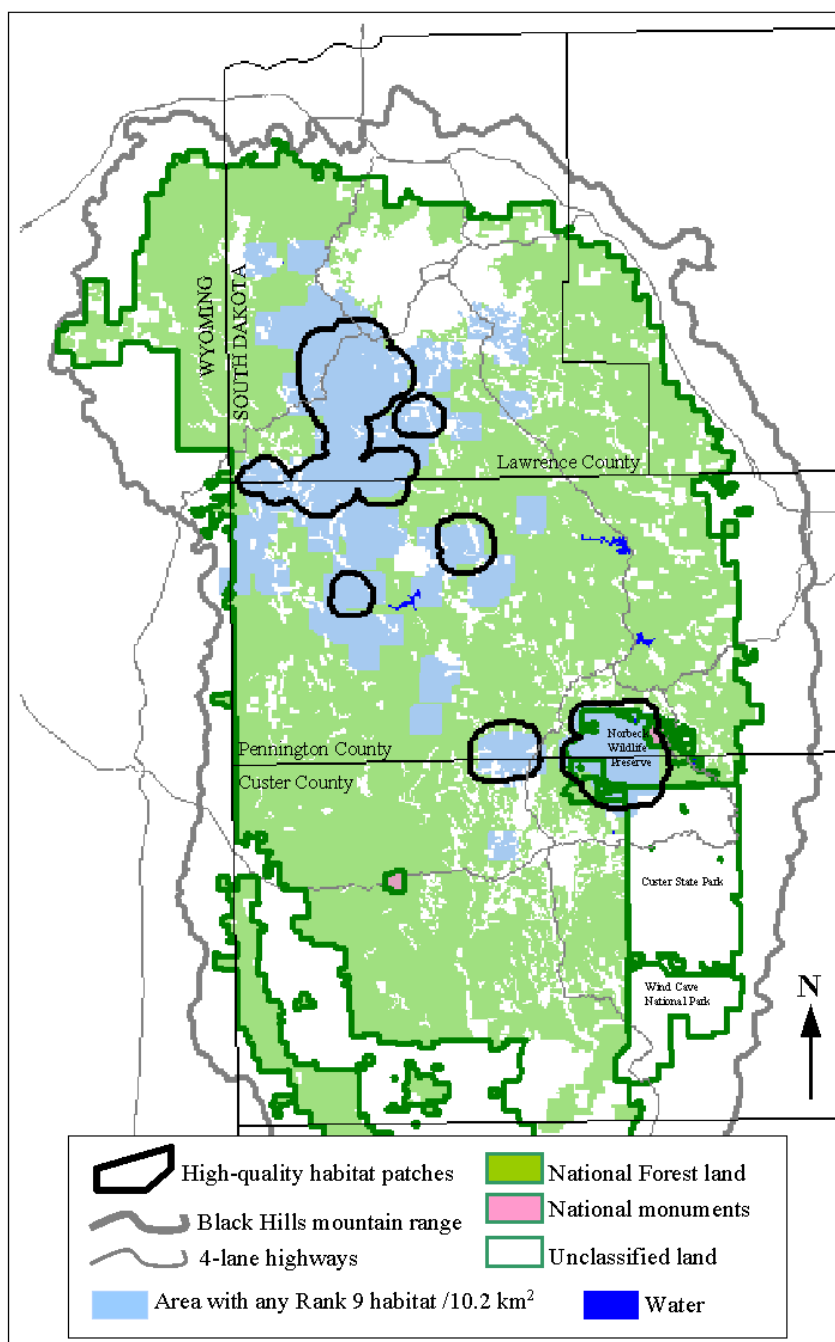 WYOMING
SOUTH DAKOTA
Lawrence County
Pennington County
Custer County
Norbeck
Wildlife
Preserve
Custer State Park
Wind Cave
National Park
N
High-quality habitat patches
Black Hills mountain range
4-lane highways
Area with any Rank 9 habitat /10.2 km²
National Forest land
National monuments
Unclassified land
Water